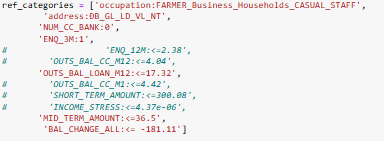 ref_categories = ['occupation:FARMER_Business_Households_CASUAL_STAFF',
'address:DB_GL_LD_VL_NT',
'NUM_CC_BANK:0',
'ENQ_3M:1',
# 'ENQ_12M:<=2.38',
# 'OUTS_BAL_CC_M12:<=4.04',
'OUTS_BAL_LOAN_M12:<=17.32',
# 'OUTS_BAL_CC_M1:<=4.42',
# 'SHORT_TERM_AMOUNT:<=300.08',
# 'INCOME_STRESS:<=4.37e-06',
'MID_TERM_AMOUNT:<=36.5',
'BAL_CHANGE_ALL:<= -181.11']